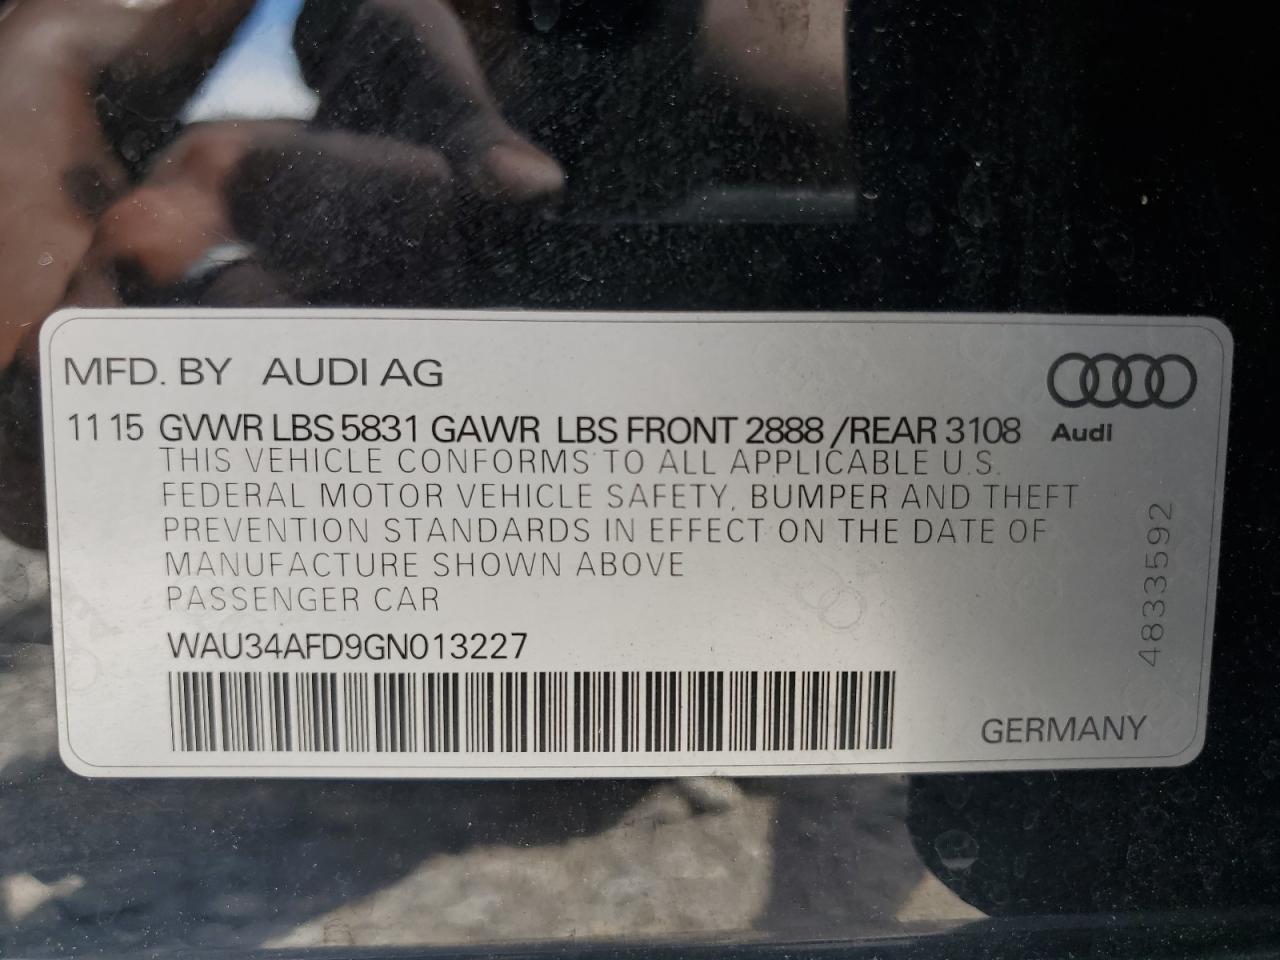 MFD. BY AUDI AG
11 15 GVWR LBS 5831 GAWR LBS FRONT 2888 /REAR 3108
Audi
THIS VEHICLE CONFORMS TO ALL APPLICABLE U.S.
FEDERAL MOTOR VEHICLE SAFETY, BUMPER AND THEFT
PREVENTION STANDARDS IN EFFECT ON THE DATE OF
MANUFACTURE SHOWN ABOVE
PASSENGER CAR
WAU34AFD9GN013227
4833592
GERMANY